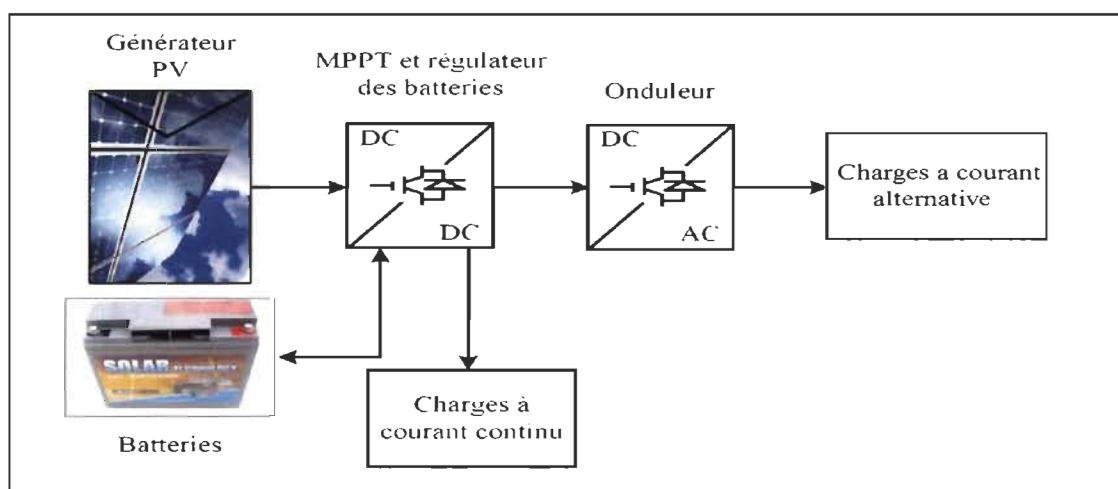 Générateur
PV
MPPT et régulateur
des batteries
Onduleur
DC
DC
DC
AC
Charges a courant
alternative
SOLAR
Batteries
Charges à
courant continu